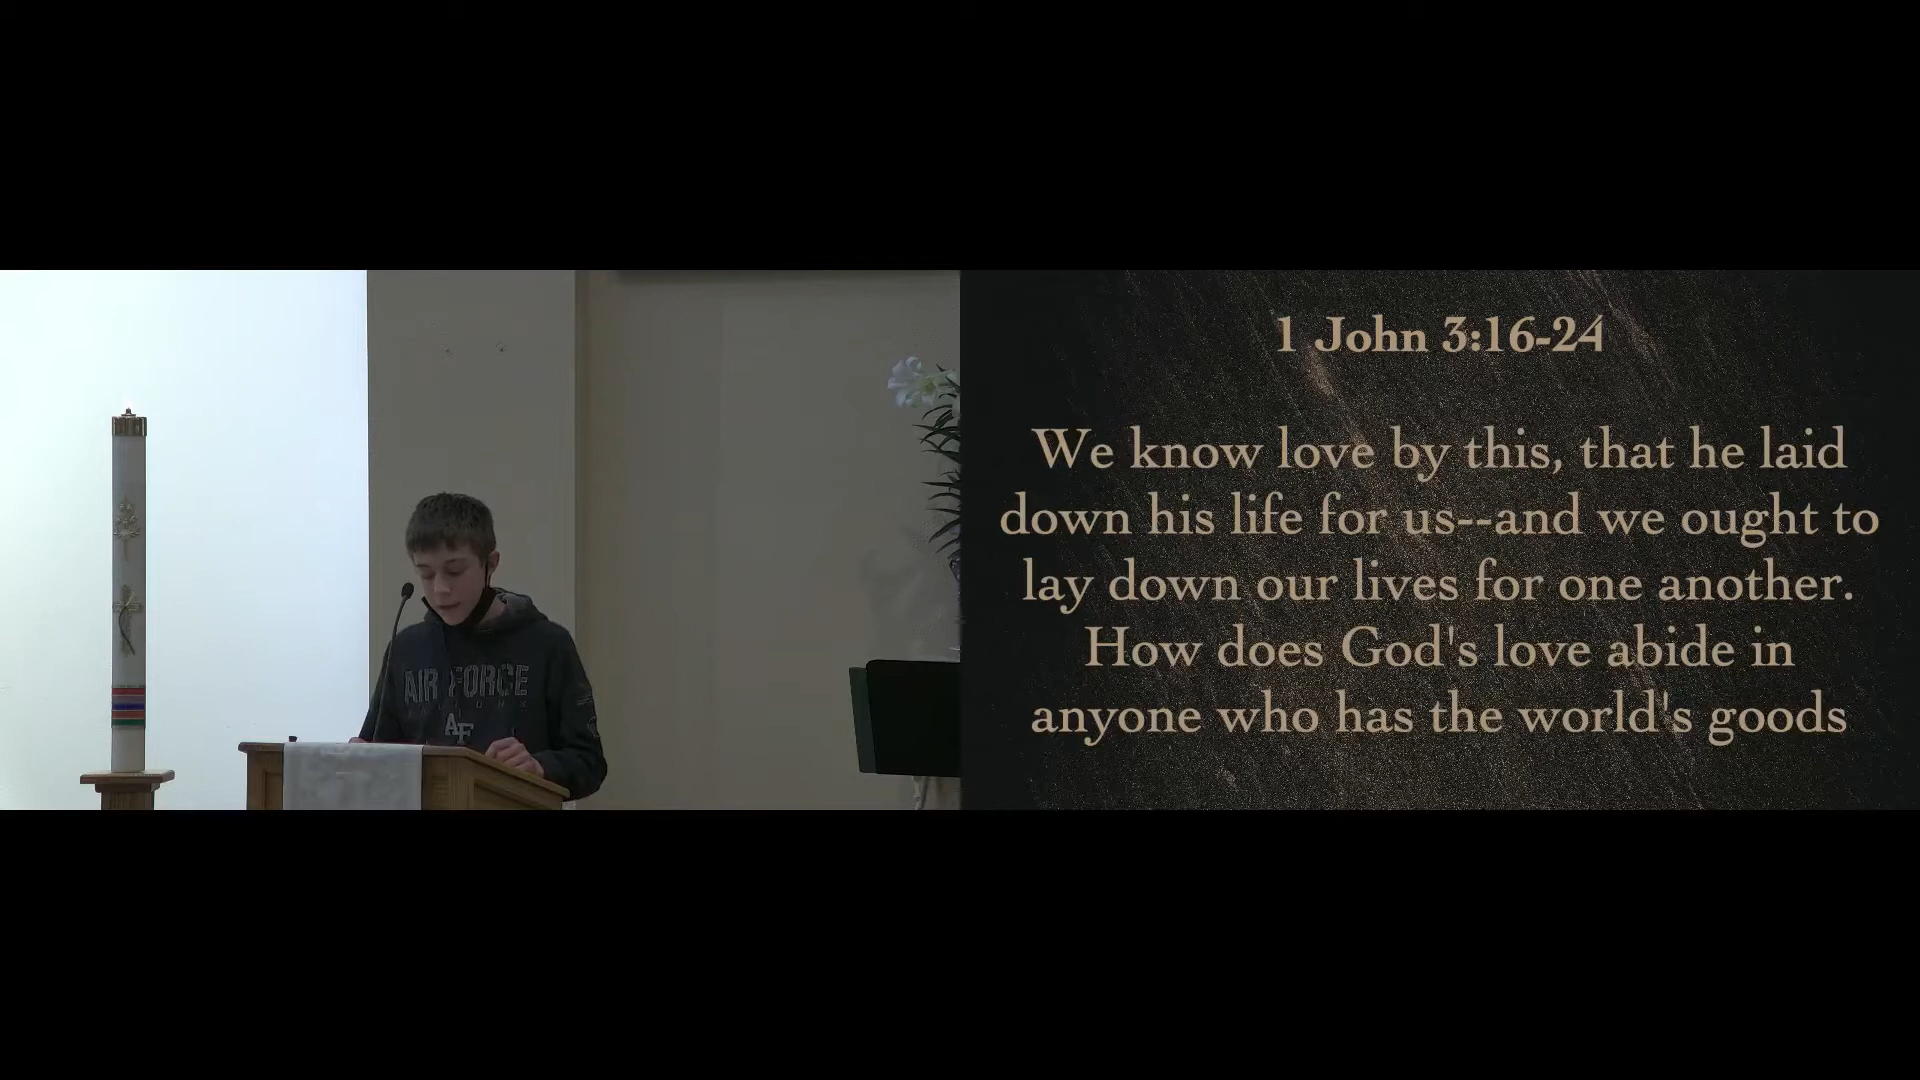 AIR FORCE
AF
1 John 3:16-24
We know love by this, that he laid
down his life for us--and we ought to
lay down our lives for one another.
How does God's love abide in
anyone who has the world's goods